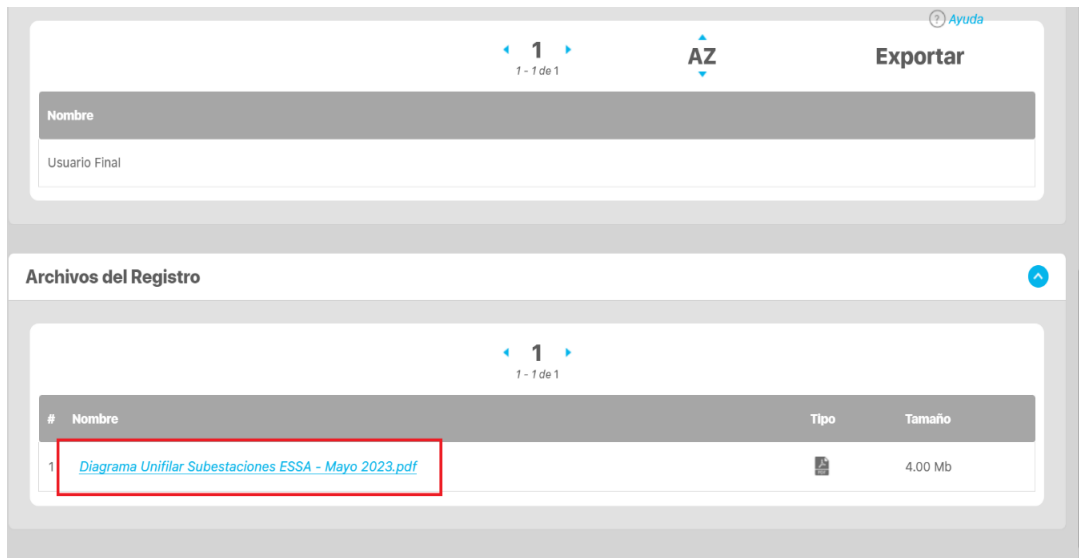 ? Ayuda
1
AZ
Exportar
1 - 1 de 1
Nombre
Usuario Final
Archivos del Registro
1
1 - 1 de 1
# Nombre Tipo Tamaño
1 Diagrama Unifilar Subestaciones ESSA - Mayo 2023.pdf 4.00 Mb